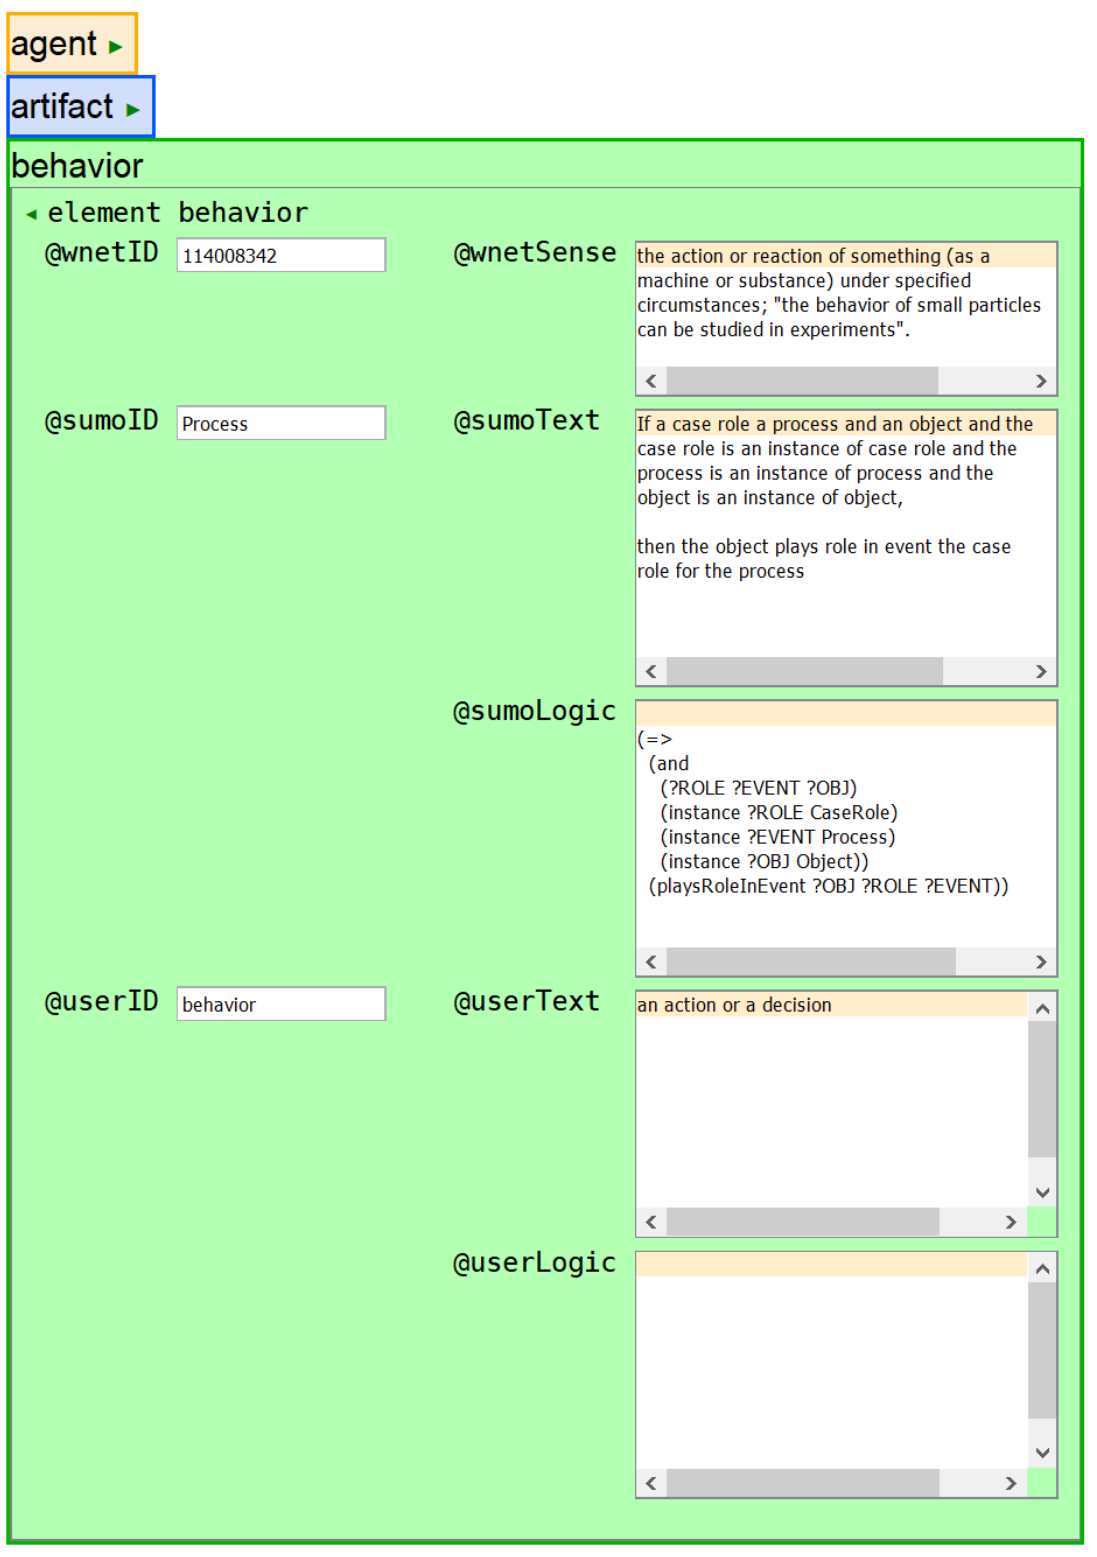 agent ►
artifact ►
behavior
◂ element behavior
@wnetID 114008342 @wnetSense
the action or reaction of something (as a
machine or substance) under specified
circumstances; "the behavior of small particles
can be studied in experiments".
@sumoID Process @sumoText
If a case role a process and an object and the
case role is an instance of case role and the
process is an instance of process and the
object is an instance of object,
then the object plays role in event the case
role for the process
@sumoLogic
(=>
(and
(?ROLE ?EVENT ?OBJ)
(instance ?ROLE CaseRole)
(instance ?EVENT Process)
(instance ?OBJ Object))
(playsRoleInEvent ?OBJ ?ROLE ?EVENT))
@userID behavior @userText
an action or a decision
@userLogic